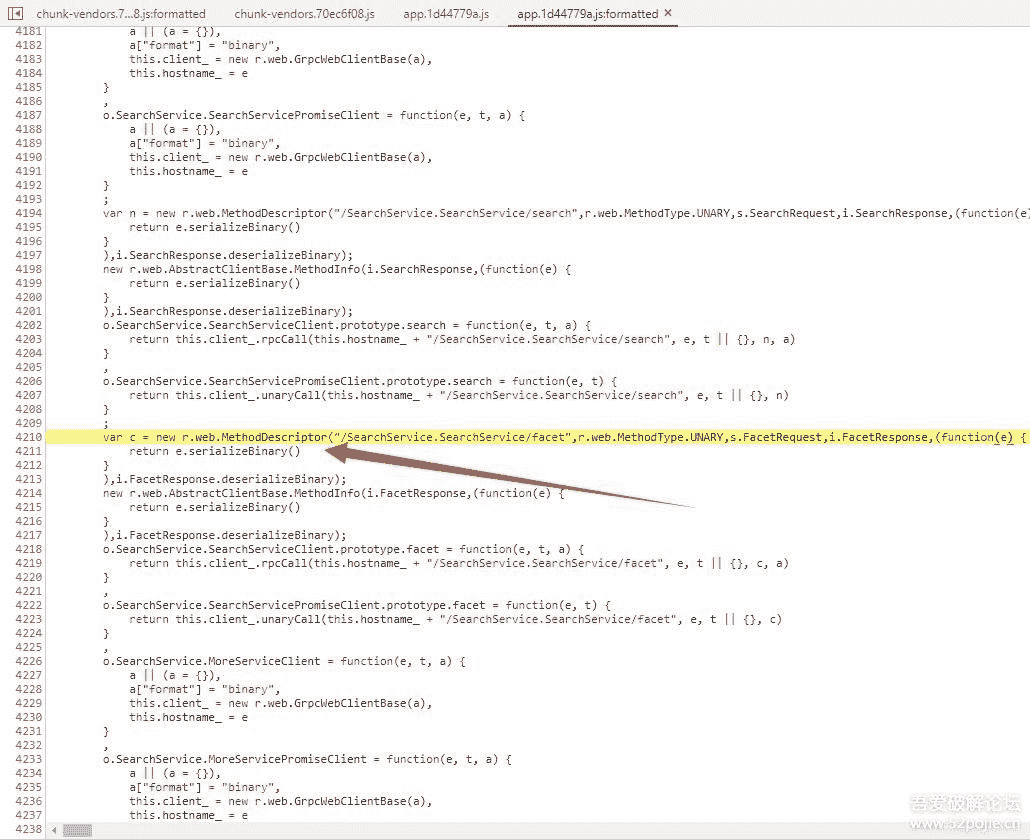 chunk-vendors.7...8.js:formatted chunk-vendors.70ec6f08.js app.1d44779a.js app.1d44779a.js:formatted ×
4181 a || (a = {}),
4182 a["format"] = "binary",
4183 this.client_ = new r.web.GrpcWebClientBase(a),
4184 this.hostname_ = e
4185 }
4186 ,
4187 o.SearchService.SearchServicePromiseClient = function(e, t, a) {
4188 a || (a = {}),
4189 a["format"] = "binary",
4190 this.client_ = new r.web.GrpcWebClientBase(a),
4191 this.hostname_ = e
4192 }
4193 ;
4194 var n = new r.web.MethodDescriptor("/SearchService.SearchService/search",r.web.MethodType.UNARY,s.SearchRequest,i.SearchResponse,(function(e)
4195 return e.serializeBinary()
4196 }
4197 ),i.SearchResponse.deserializeBinary);
4198 new r.web.AbstractClientBase.MethodInfo(i.SearchResponse,(function(e) {
4199 return e.serializeBinary()
4200 }
4201 ),i.SearchResponse.deserializeBinary);
4202 o.SearchService.SearchServiceClient.prototype.search = function(e, t, a) {
4203 return this.client_.rpcCall(this.hostname_ + "/SearchService.SearchService/search", e, t || {}, n, a)
4204 }
4205 ,
4206 o.SearchService.SearchServicePromiseClient.prototype.search = function(e, t) {
4207 return this.client_.unaryCall(this.hostname_ + "/SearchService.SearchService/search", e, t || {}, n)
4208 }
4209 ;
4210 var c = new r.web.MethodDescriptor("/SearchService.SearchService/facet",r.web.MethodType.UNARY,s.FacetRequest,i.FacetResponse,(function(e) {
4211 return e.serializeBinary()
4212 }
4213 ),i.FacetResponse.deserializeBinary);
4214 new r.web.AbstractClientBase.MethodInfo(i.FacetResponse,(function(e) {
4215 return e.serializeBinary()
4216 }
4217 ),i.FacetResponse.deserializeBinary);
4218 o.SearchService.SearchServiceClient.prototype.facet = function(e, t, a) {
4219 return this.client_.rpcCall(this.hostname_ + "/SearchService.SearchService/facet", e, t || {}, c, a)
4220 }
4221 ,
4222 o.SearchService.SearchServicePromiseClient.prototype.facet = function(e, t) {
4223 return this.client_.unaryCall(this.hostname_ + "/SearchService.SearchService/facet", e, t || {}, c)
4224 }
4225 ,
4226 o.SearchService.MoreServiceClient = function(e, t, a) {
4227 a || (a = {}),
4228 a["format"] = "binary",
4229 this.client_ = new r.web.GrpcWebClientBase(a),
4230 this.hostname_ = e
4231 }
4232 ,
4233 o.SearchService.MoreServicePromiseClient = function(e, t, a) {
4234 a || (a = {}),
4235 a["format"] = "binary",
4236 this.client_ = new r.web.GrpcWebClientBase(a),
4237 this.hostname_ = e
4238
吾爱破解论坛
www.52pojie.cn